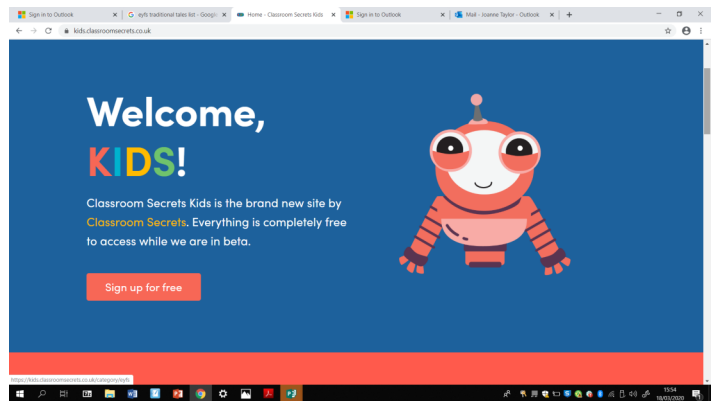 Sign in to Outlook
eyfs traditional tales list - Googl
Home - Classroom Secrets Kids
Sign in to Outlook
Mail - Joanne Taylor - Outlook
kids.classroomsecrets.co.uk
Welcome,
KIDS!
Classroom Secrets Kids is the brand new site by
Classroom Secrets. Everything is completely free
to access while we are in beta.
Sign up for free
https://kids.classroomsecrets.co.uk/category/eyfs
15:54
18/03/2020